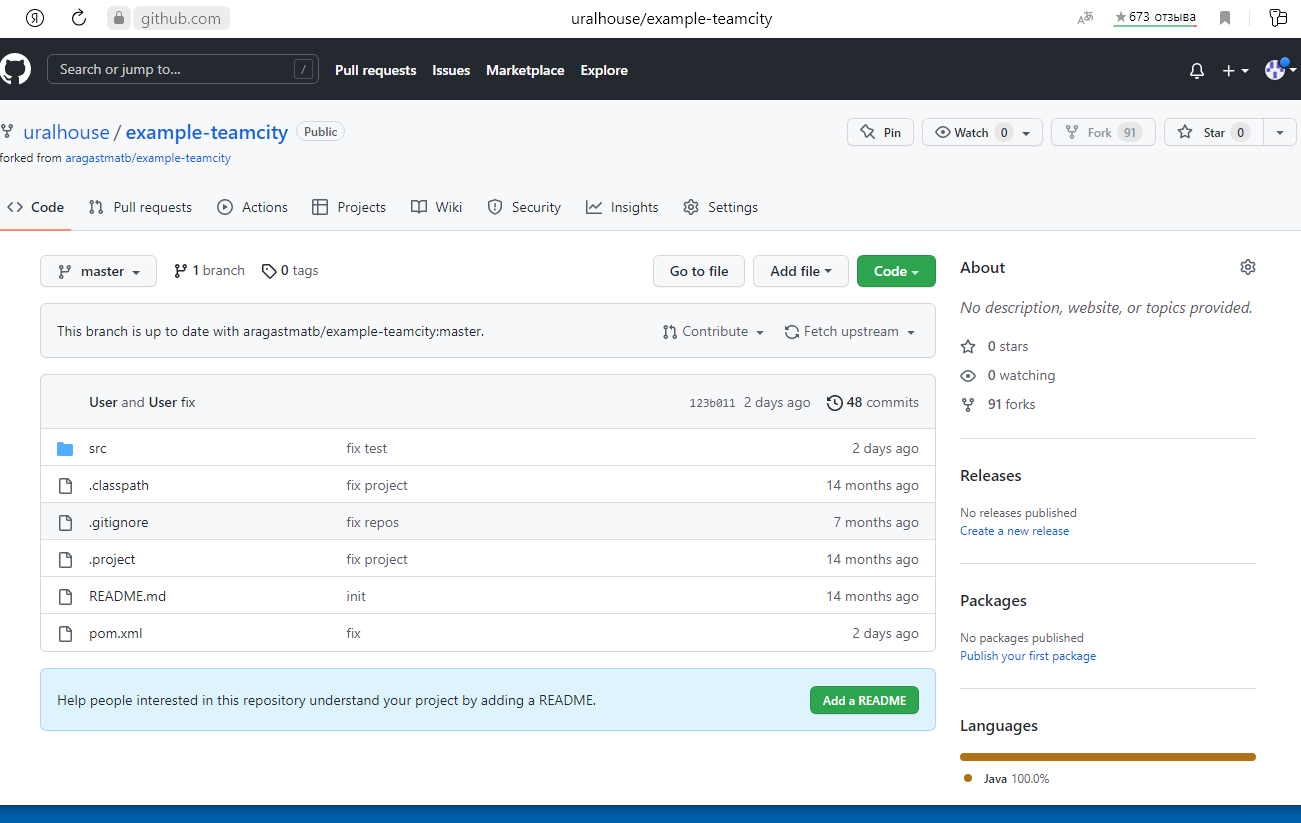 Я github.com uralhouse/example-teamcity 673 отзыва
Search or jump to... / Pull requests Issues Marketplace Explore
uralhouse / example-teamcity Public Pin Watch 0 Fork 91 Star 0
forked from aragastmatb/example-teamcity
Code Pull requests Actions Projects Wiki Security Insights Settings
master 1 branch 0 tags Go to file Add file Code
This branch is up to date with aragastmatb/example-teamcity:master. Contribute Fetch upstream
User and User fix 123b011 2 days ago 48 commits
src fix test 2 days ago
.classpath fix project 14 months ago
.gitignore fix repos 7 months ago
.project fix project 14 months ago
README.md init 14 months ago
pom.xml fix 2 days ago
Help people interested in this repository understand your project by adding a README. Add a README
About
No description, website, or topics provided.
0 stars
0 watching
91 forks
Releases
No releases published
Create a new release
Packages
No packages published
Publish your first package
Languages
Java 100.0%